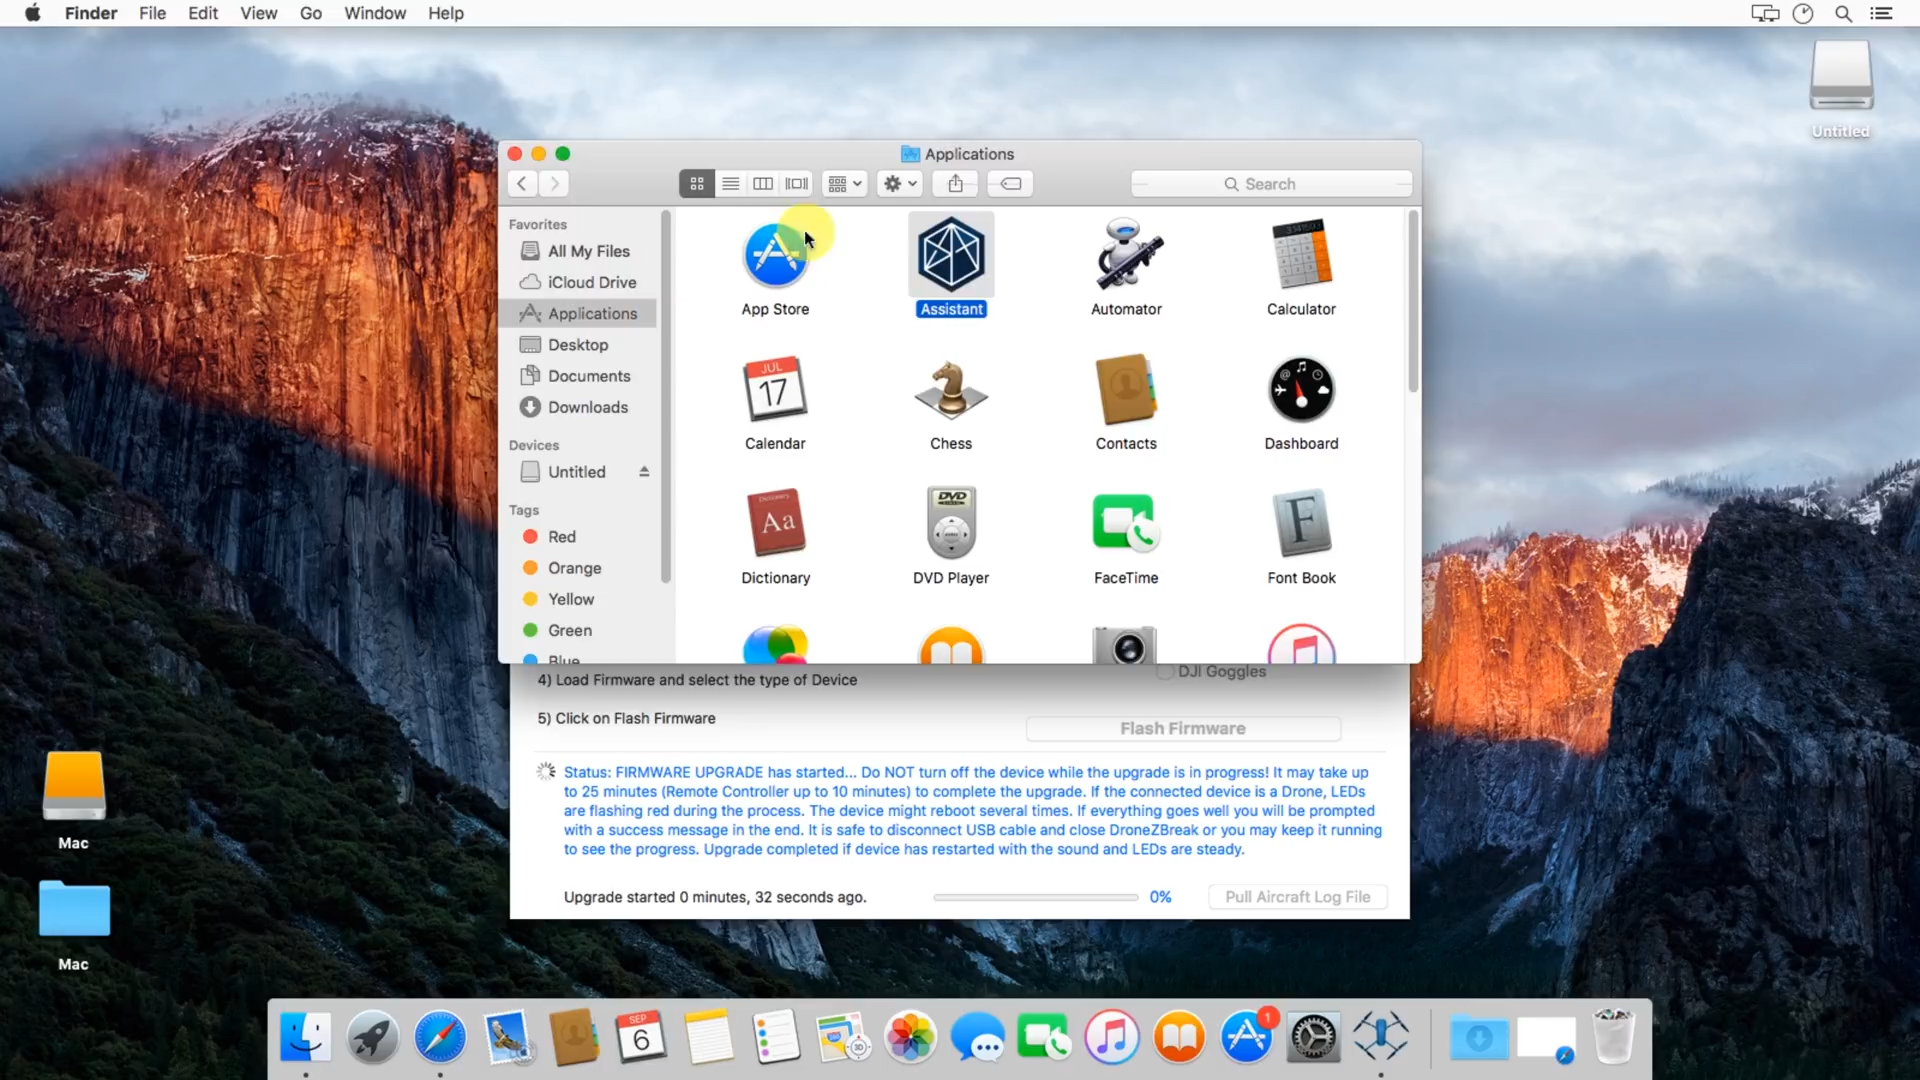 Finder File Edit View Go Window Help
Untitled
Applications
Search
Favorites
All My Files
iCloud Drive
Applications
Desktop
Documents
Downloads
Devices
Untitled
Tags
Red
Orange
Yellow
Green
Blue
App Store
Assistant
Automator
Calculator
JUL
17
Calendar
Chess
Contacts
Dashboard
Dictionary
Aa
Dictionary
DVD
DVD Player
FaceTime
F
Font Book
DJI Goggles
4) Load Firmware and select the type of Device
5) Click on Flash Firmware
Flash Firmware
Status: FIRMWARE UPGRADE has started... Do NOT turn off the device while the upgrade is in progress! It may take up
to 25 minutes (Remote Controller up to 10 minutes) to complete the upgrade. If the connected device is a Drone, LEDs
are flashing red during the process. The device might reboot several times. If everything goes well you will be prompted
with a success message in the end. It is safe to disconnect USB cable and close DroneZBreak or you may keep it running
to see the progress. Upgrade completed if device has restarted with the sound and LEDs are steady.
Upgrade started 0 minutes, 32 seconds ago.
0%
Pull Aircraft Log File
Mac
Mac
SEP
6
3D
1